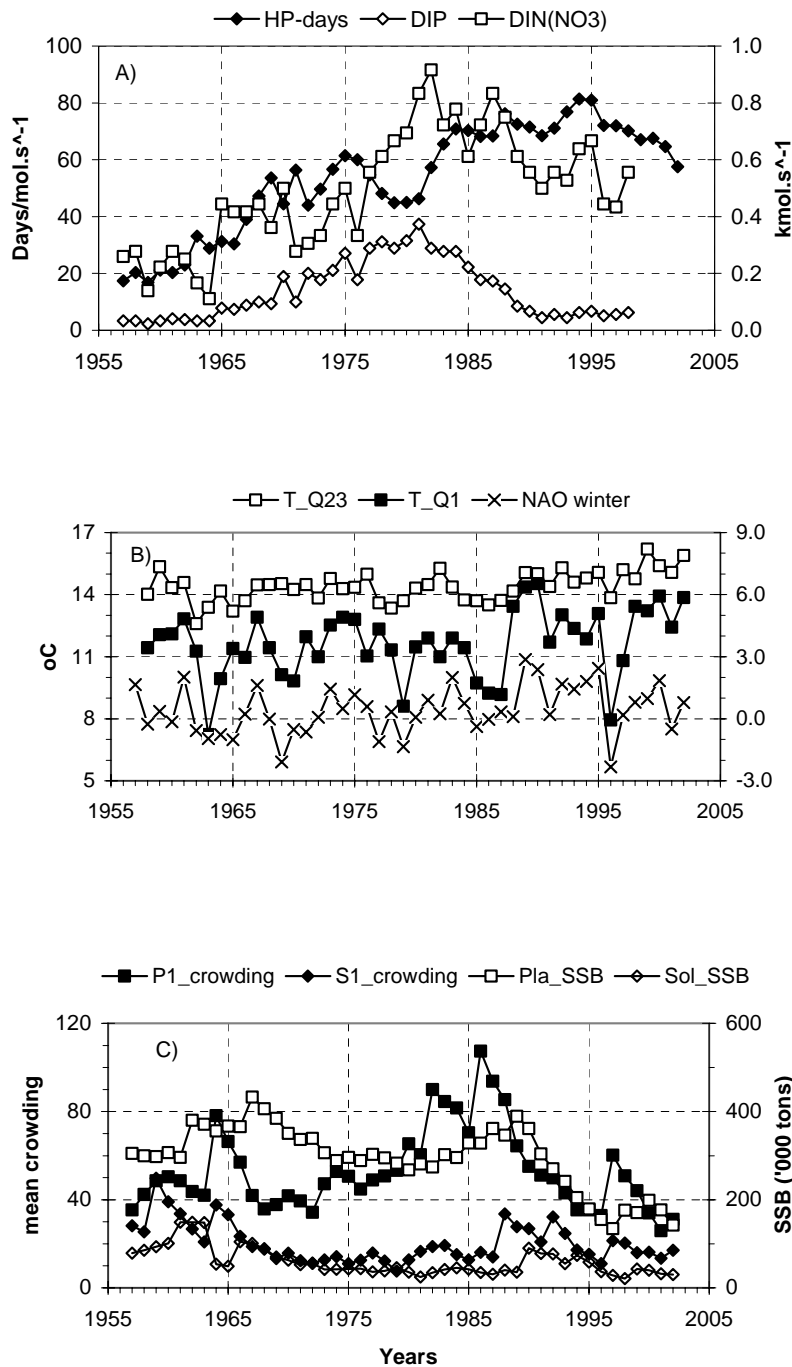 HP-days DIP DIN(NO3)
A)
100 1.0
80 0.8
60 0.6
40 0.4
20 0.2
0 0.0
Days/mol.s^-1
kmol.s^-1
1955 1965 1975 1985 1995 2005
T_Q23 T_Q1 NAO winter
B)
17 9.0
14 6.0
11 3.0
8 0.0
5 -3.0
oC
1955 1965 1975 1985 1995 2005
P1_crowding S1_crowding Pla_SSB Sol_SSB
C)
120 600
80 400
40 200
0 0
mean crowding
SSB ('000 tons)
1955 1965 1975 1985 1995 2005
Years